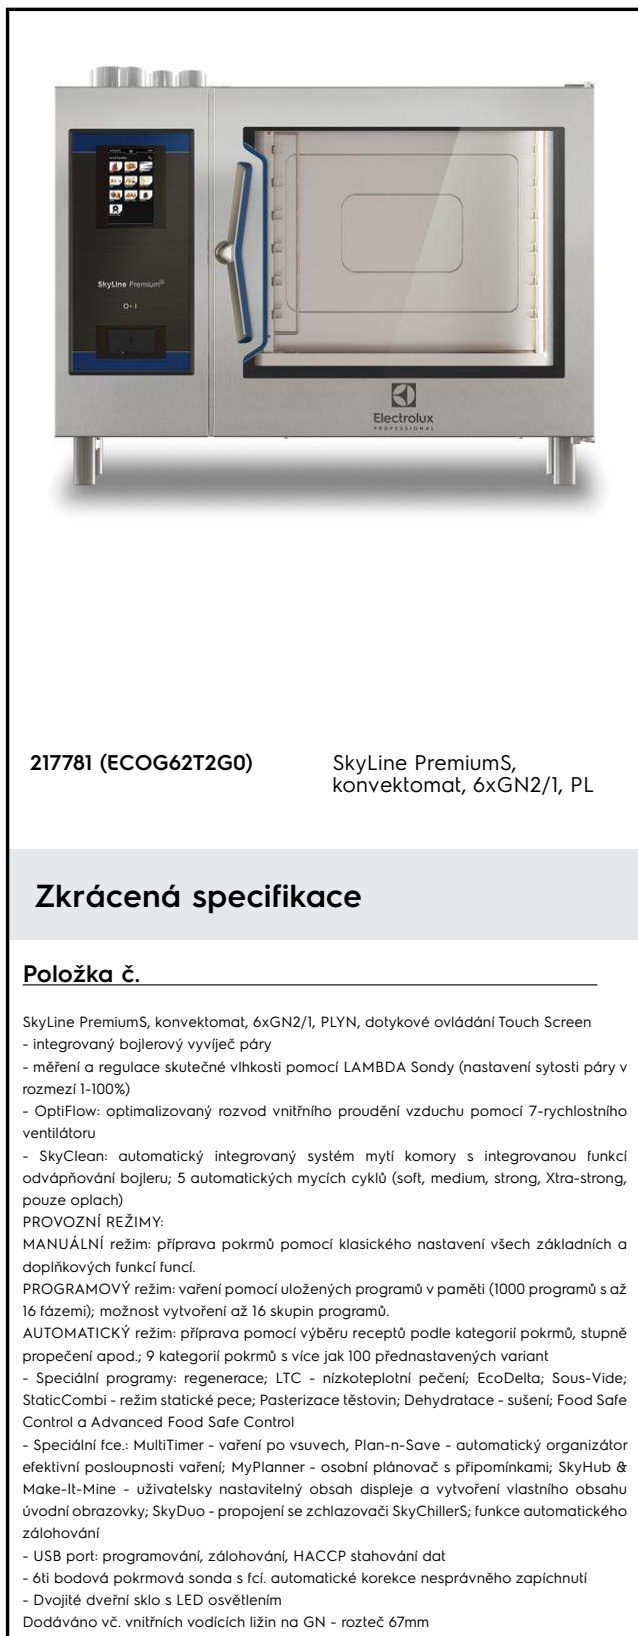 SkyLine PremiumS
Electrolux
PROFESSIONAL
217781 (ECOG62T2G0)
SkyLine PremiumS,
konvektomat, 6xGN2/1, PL
Zkrácená specifikace
Položka č.
SkyLine PremiumS, konvektomat, 6xGN2/1, PLYN, dotykové ovládání Touch Screen
- integrovaný bojlerový vyvíječ páry
- měření a regulace skutečné vlhkosti pomocí LAMBDA Sondy (nastavení sytosti páry v
rozmezí 1-100%)
- OptiFlow: optimalizovaný rozvod vnitřního proudění vzduchu pomocí 7-rychlostního
ventilátoru
- SkyClean: automatický integrovaný systém mytí komory s integrovanou funkcí
odvápňování bojleru; 5 automatických mycích cyklů (soft, medium, strong, Xtra-strong,
pouze oplach)
PROVOZNÍ REŽIMY:
MANUÁLNÍ režim: příprava pokrmů pomocí klasického nastavení všech základních a
doplňkových funkcí funcí.
PROGRAMOVÝ režim: vaření pomocí uložených programů v paměti (1000 programů s až
16 fázemi); možnost vytvoření až 16 skupin programů.
AUTOMATICKÝ režim: příprava pomocí výběru receptů podle kategorií pokrmů, stupně
propečení apod.; 9 kategorií pokrmů s více jak 100 přednastavených variant
- Speciální programy: regenerace; LTC - nízkoteplotní pečení; EcoDelta; Sous-Vide;
StaticCombi - režim statické pece; Pasterizace těstovin; Dehydratace - sušení; Food Safe
Control a Advanced Food Safe Control
- Speciální fce.: MultiTimer - vaření po vsuvech, Plan-n-Save - automatický organizátor
efektivní posloupnosti vaření; MyPlanner - osobní plánovač s připomínkami; SkyHub &
Make-It-Mine - uživatelsky nastavitelný obsah displeje a vytvoření vlastního obsahu
úvodní obrazovky; SkyDuo - propojení se zchlazovači SkyChillerS; funkce automatického
zálohování
- USB port: programování, zálohování, HACCP stahování dat
- 6ti bodová pokrmová sonda s fcí. automatické korekce nesprávného zapíchnutí
- Dvojité dveřní sklo s LED osvětlením
Dodáváno vč. vnitřních vodících ližin na GN - rozteč 67mm